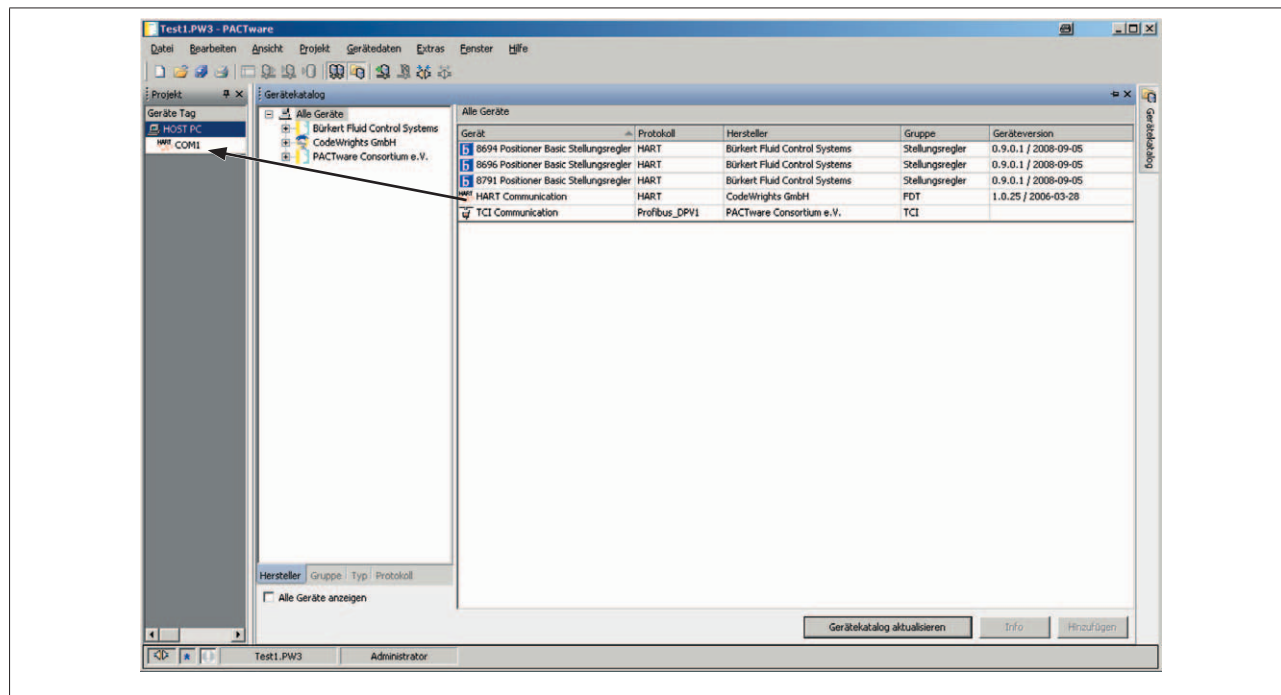 Test1.PW3 - PACTware
Datei Bearbeiten Ansicht Projekt Gerätedaten Extras Fenster Hilfe
Projekt
Geräte Tag
HOST PC
HART COM1
Gerätekatalog
Alle Geräte
Bürkert Fluid Control Systems
CodeWrights GmbH
PACTware Consortium e.V.
Alle Geräte
Gerät Protokoll Hersteller Gruppe Geräteversion
8694 Positioner Basic Stellungsregler HART Bürkert Fluid Control Systems Stellungsregler 0.9.0.1 / 2008-09-05
8696 Positioner Basic Stellungsregler HART Bürkert Fluid Control Systems Stellungsregler 0.9.0.1 / 2008-09-05
8791 Positioner Basic Stellungsregler HART Bürkert Fluid Control Systems Stellungsregler 0.9.0.1 / 2008-09-05
HART HART Communication HART CodeWrights GmbH FDT 1.0.25 / 2006-03-28
TCI Communication Profibus_DPV1 PACTware Consortium e.V. TCI
Gerätekatalog
Hersteller Gruppe Typ Protokoll
Alle Geräte anzeigen
Gerätekatalog aktualisieren Info Hinzufügen
Test1.PW3 Administrator